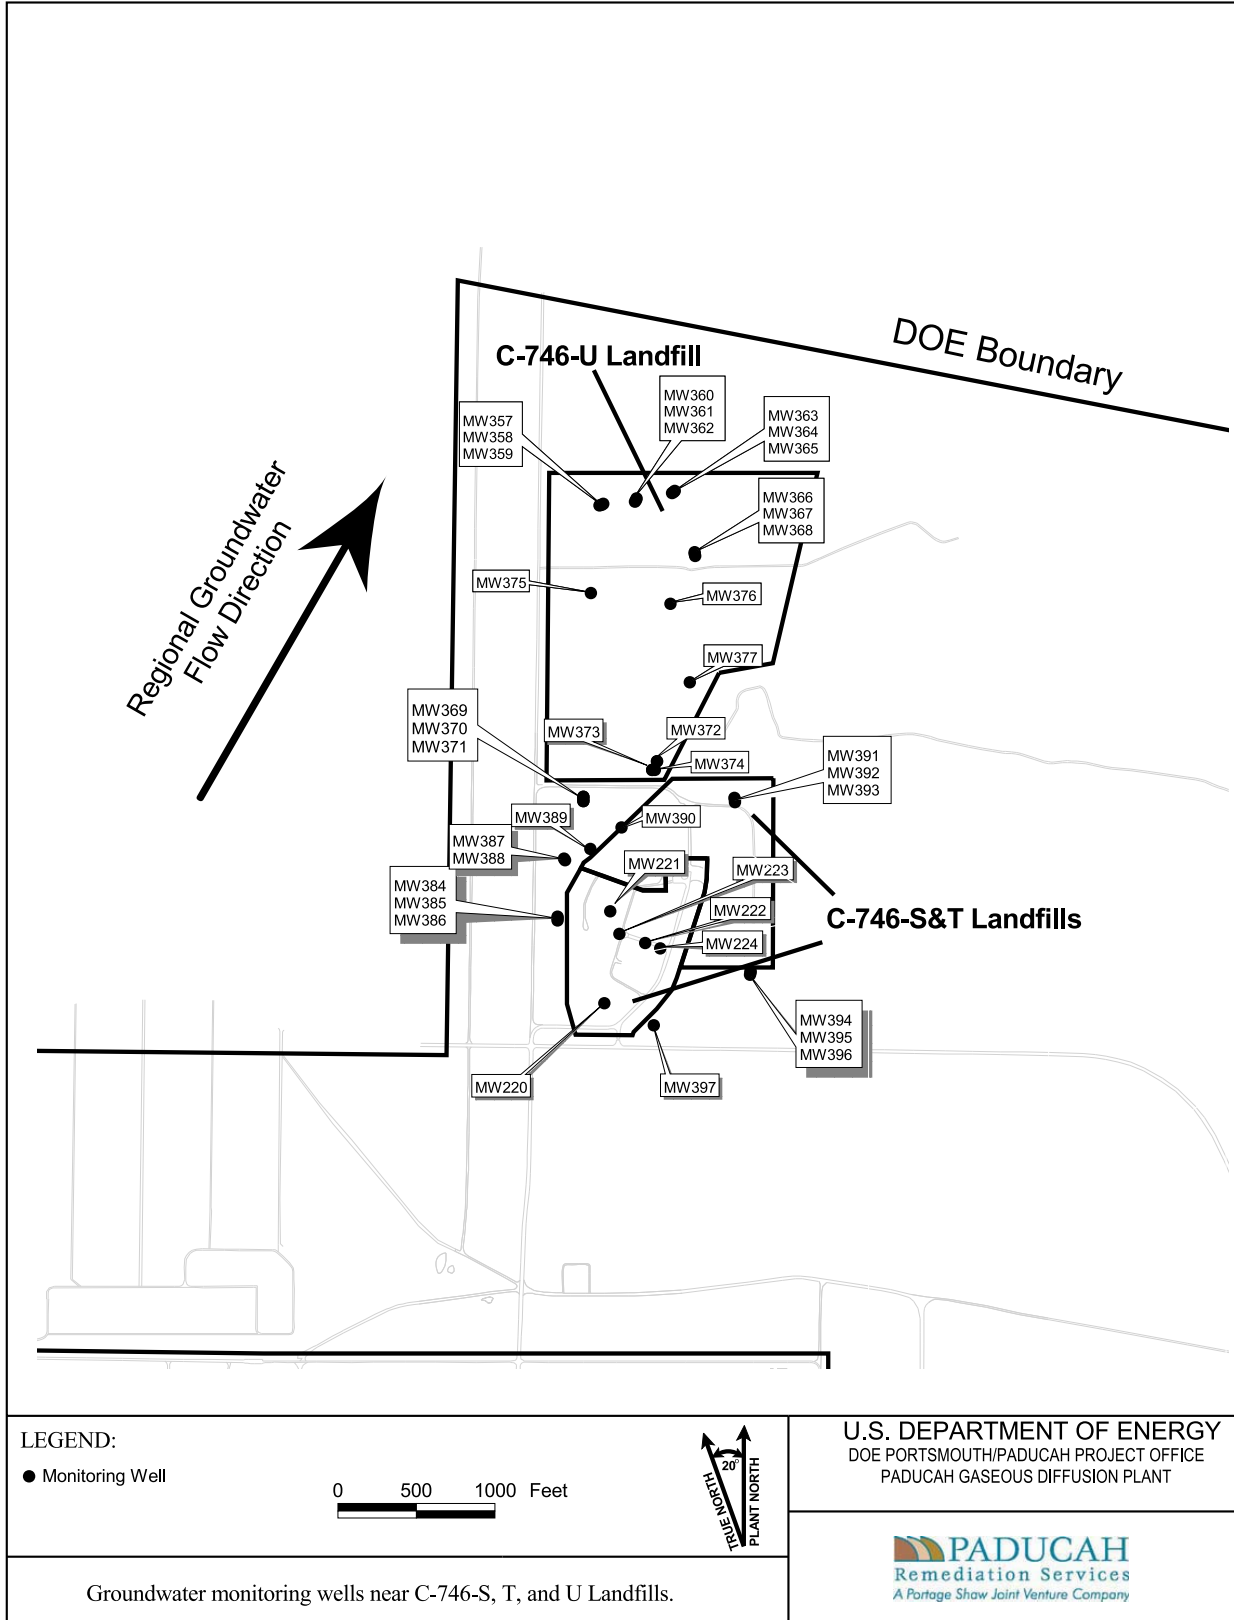 DOE Boundary
C-746-U Landfill
MW360
MW361
MW362
MW363
MW364
MW365
MW357
MW358
MW359
MW366
MW367
MW368
Regional Groundwater
Flow Direction
MW375
MW376
MW377
MW369
MW370
MW371
MW373
MW372
MW374
MW391
MW392
MW393
MW389
MW390
MW387
MW388
MW221
MW223
MW384
MW385
MW386
MW222
C-746-S&T Landfills
MW224
MW394
MW395
MW396
MW220
MW397
LEGEND:
Monitoring Well
0 500 1000 Feet
20°
TRUE NORTH
PLANT NORTH
U.S. DEPARTMENT OF ENERGY
DOE PORTSMOUTH/PADUCAH PROJECT OFFICE
PADUCAH GASEOUS DIFFUSION PLANT
PADUCAH
Remediation Services
A Portage Shaw Joint Venture Company
Groundwater monitoring wells near C-746-S, T, and U Landfills.